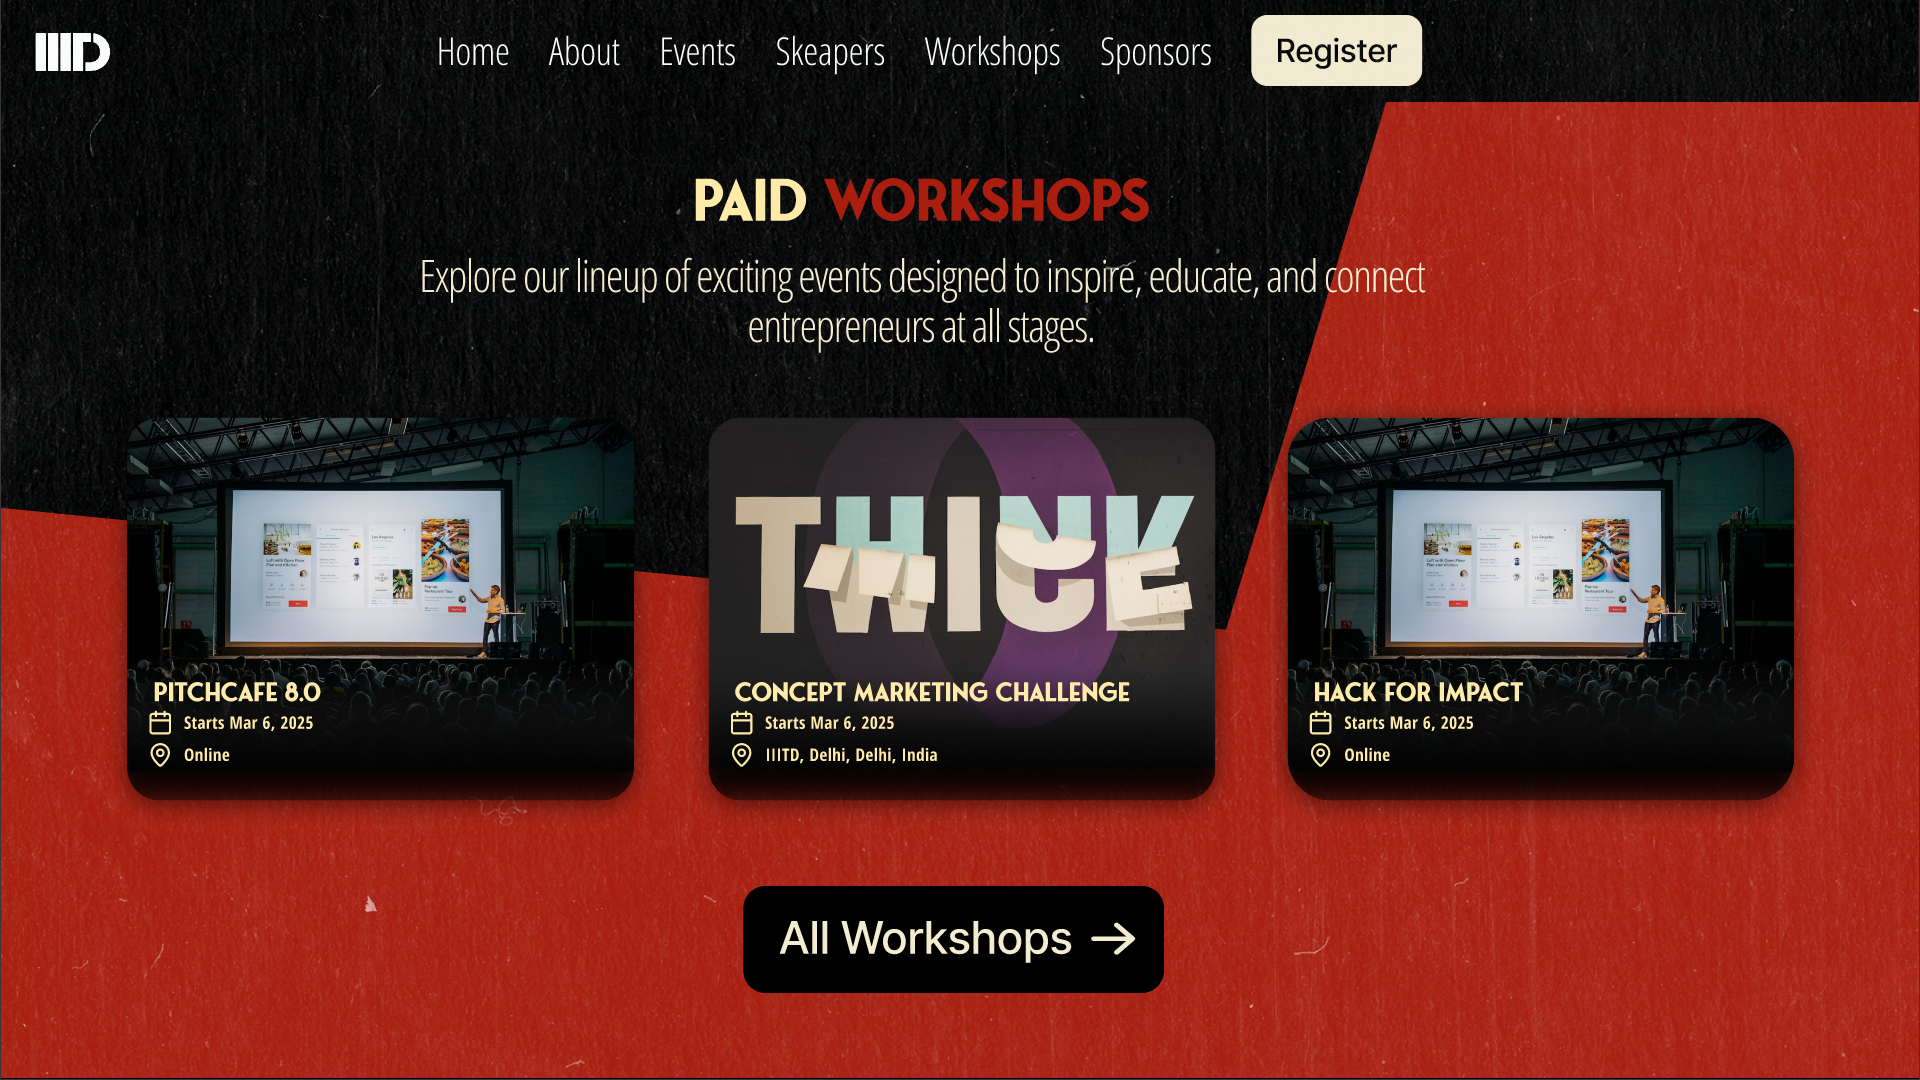 IIITD
Home About Events Skeapers Workshops Sponsors Register
PAID WORKSHOPS
Explore our lineup of exciting events designed to inspire, educate, and connect
entrepreneurs at all stages.
PITCHCAFE 8.0
Starts Mar 6, 2025
Online
THINK
TWICE
CONCEPT MARKETING CHALLENGE
Starts Mar 6, 2025
IIITD, Delhi, Delhi, India
HACK FOR IMPACT
Starts Mar 6, 2025
Online
All Workshops →